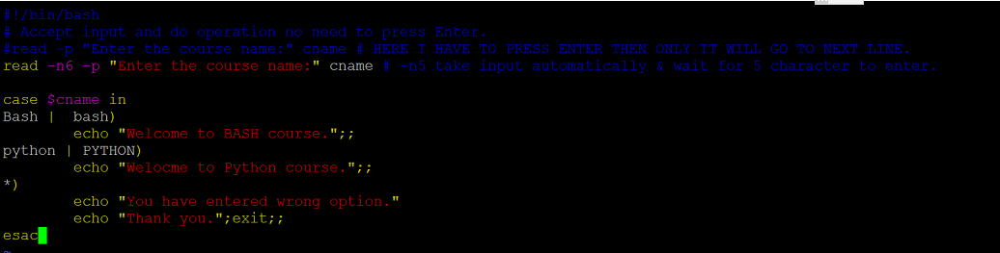 #!/bin/bash
# Accept input and do operation no need to press Enter.
#read -p "Enter the course name:" cname # HERE I HAVE TO PRESS ENTER THEN ONLY IT WILL GO TO NEXT LINE.
read -n6 -p "Enter the course name:" cname # -n5 take input automatically & wait for 5 character to enter.
case $cname in
Bash |  bash)
        echo "Welcome to BASH course.";;
python | PYTHON)
        echo "Welocme to Python course.";;
*)
        echo "You have entered wrong option."
        echo "Thank you.";exit;;
esac
~